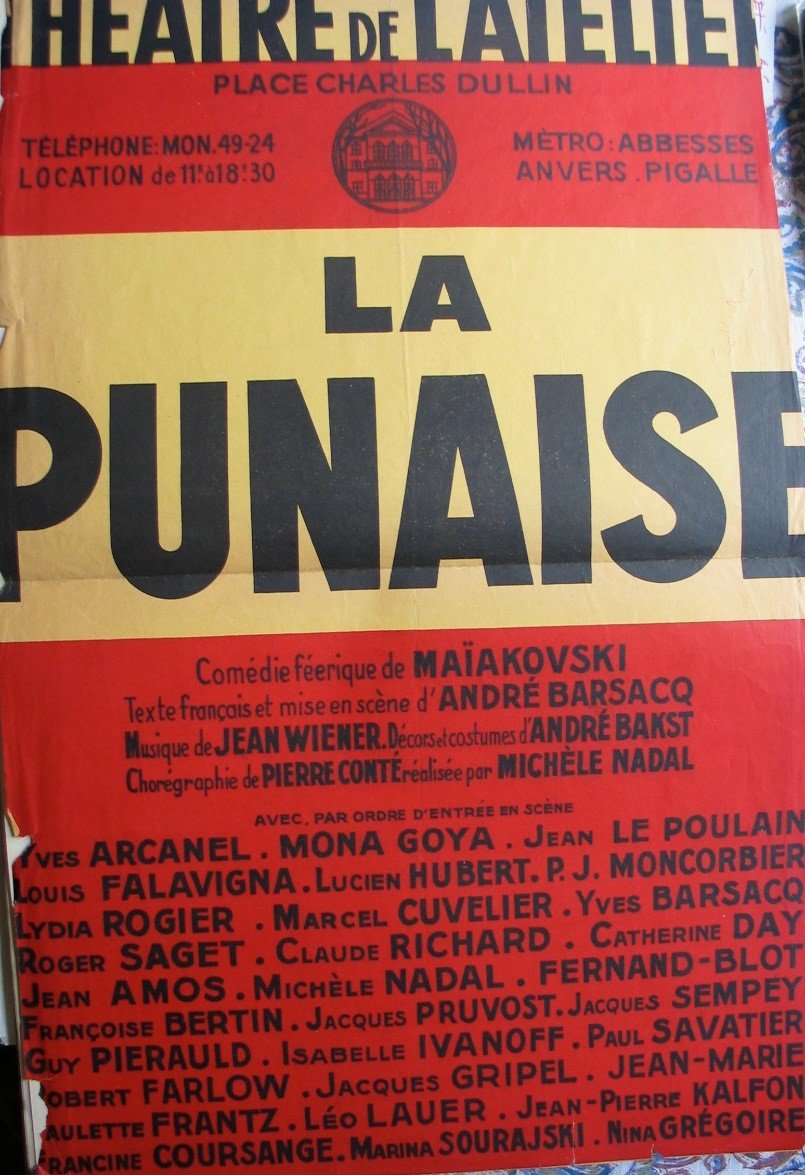 THÉATRE DE L'ATELIER
PLACE CHARLES DULLIN
TÉLÉPHONE: MON. 49-24
LOCATION de 11h à 18h30
MÉTRO: ABBESSES
ANVERS. PIGALLE
LA
PUNAISE
Comédie féerique de MAÏAKOVSKI
Texte français et mise en scène d'ANDRÉ BARSACQ
Musique de JEAN WIENER. Décors et costumes d'ANDRÉ BAKST
Chorégraphie de PIERRE CONTÉ réalisée par MICHÈLE NADAL
AVEC, PAR ORDRE D'ENTRÉE EN SCÈNE
YVES ARCANEL. MONA GOYA. JEAN LE POULAIN
LOUIS FALAVIGNA. LUCIEN HUBERT. P. J. MONCORBIER
LYDIA ROGIER. MARCEL CUVELIER. YVES BARSACQ
ROGER SAGET. CLAUDE RICHARD. CATHERINE DAY
JEAN AMOS. MICHÈLE NADAL. FERNAND-BLOT
FRANÇOISE BERTIN. JACQUES PRUVOST. JACQUES SEMPEY
GUY PIERAULD. ISABELLE IVANOFF. PAUL SAVATIER
ROBERT FARLOW. JACQUES GRIPEL. JEAN-MARIE
PAULETTE FRANTZ. LÉO LAUER. JEAN-PIERRE KALFON
FRANCINE COURSANGE. MARINA SOURAJSKI. NINA GRÉGOIRE